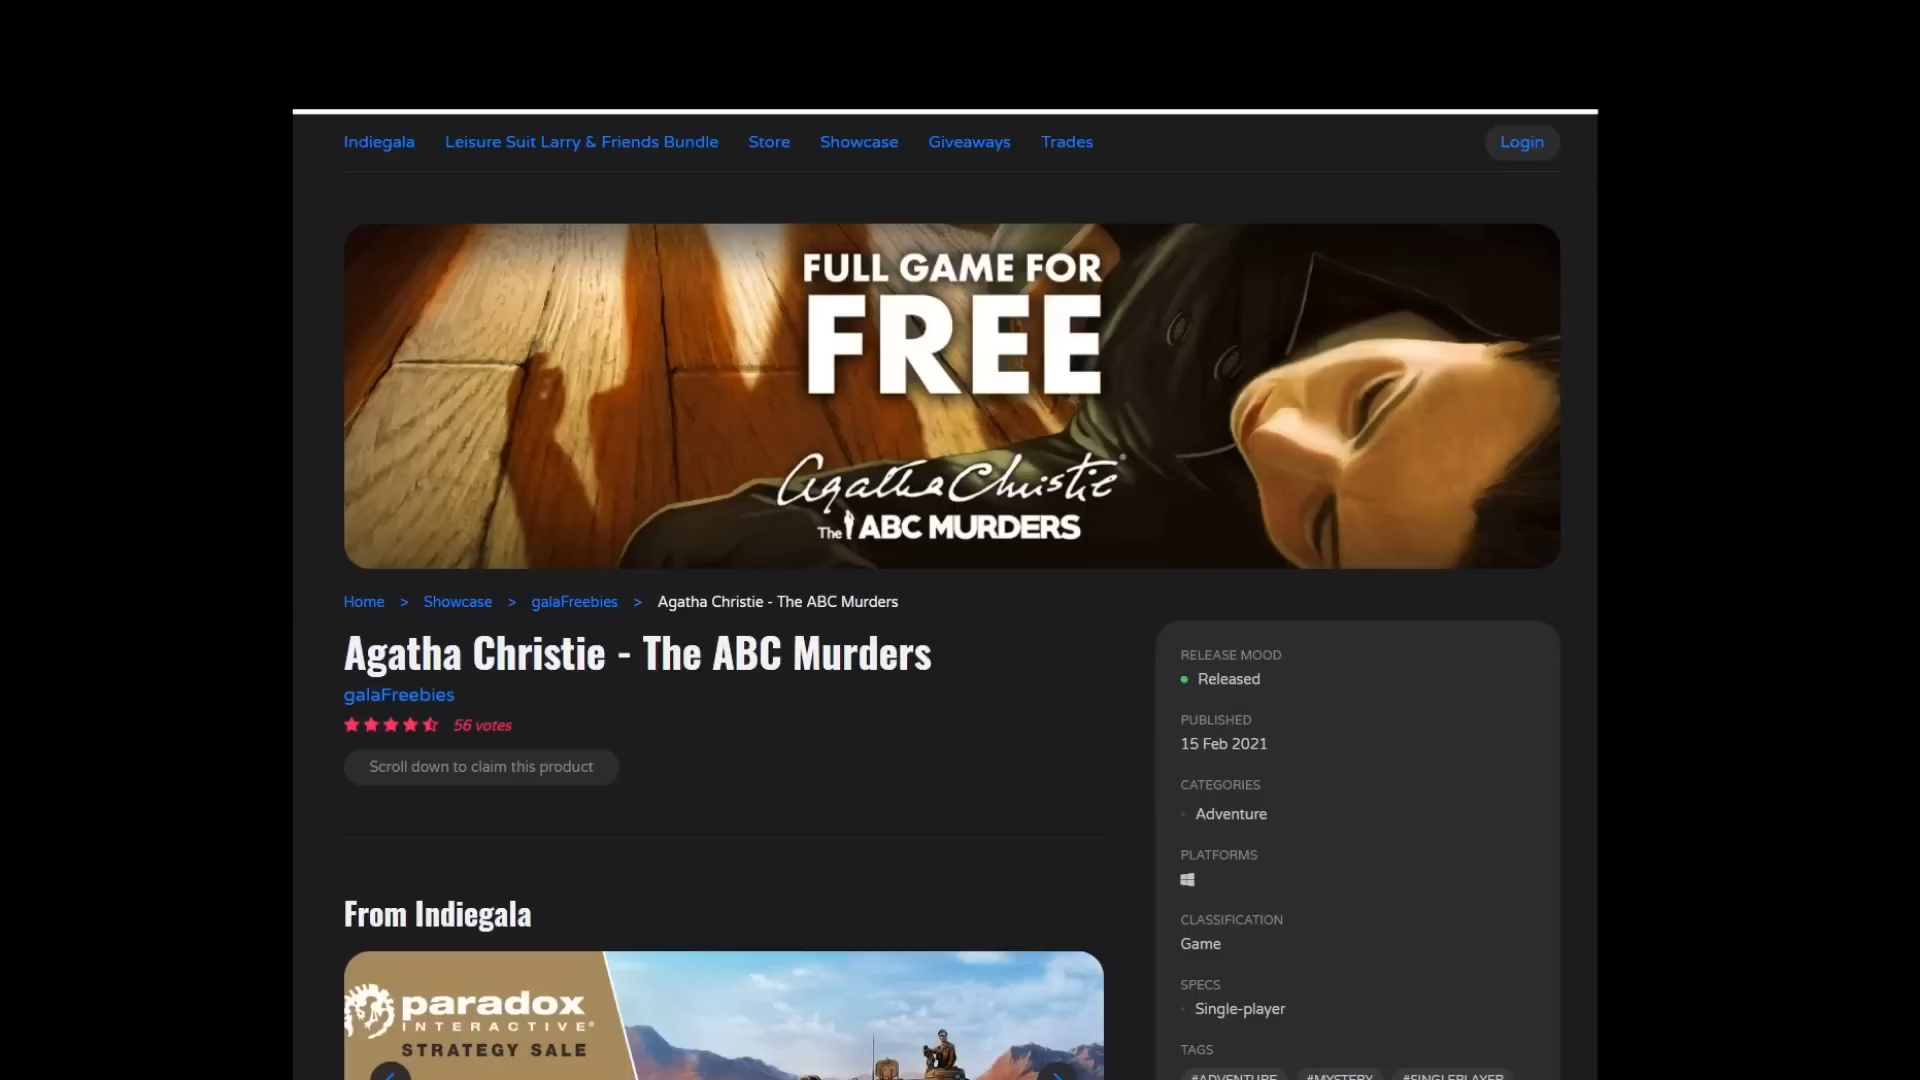 Indiegala Leisure Suit Larry & Friends Bundle Store Showcase Giveaways Trades Login
FULL GAME FOR
FREE
Agatha Christie
The ABC MURDERS
Home > Showcase > galaFreebies > Agatha Christie - The ABC Murders
Agatha Christie - The ABC Murders
galaFreebies
56 votes
Scroll down to claim this product
From Indiegala
paradox
INTERACTIVE
STRATEGY SALE
RELEASE MOOD
Released
PUBLISHED
15 Feb 2021
CATEGORIES
Adventure
PLATFORMS
CLASSIFICATION
Game
SPECS
Single-player
TAGS
#ADVENTURE #MYSTERY #SINGLEPLAYER